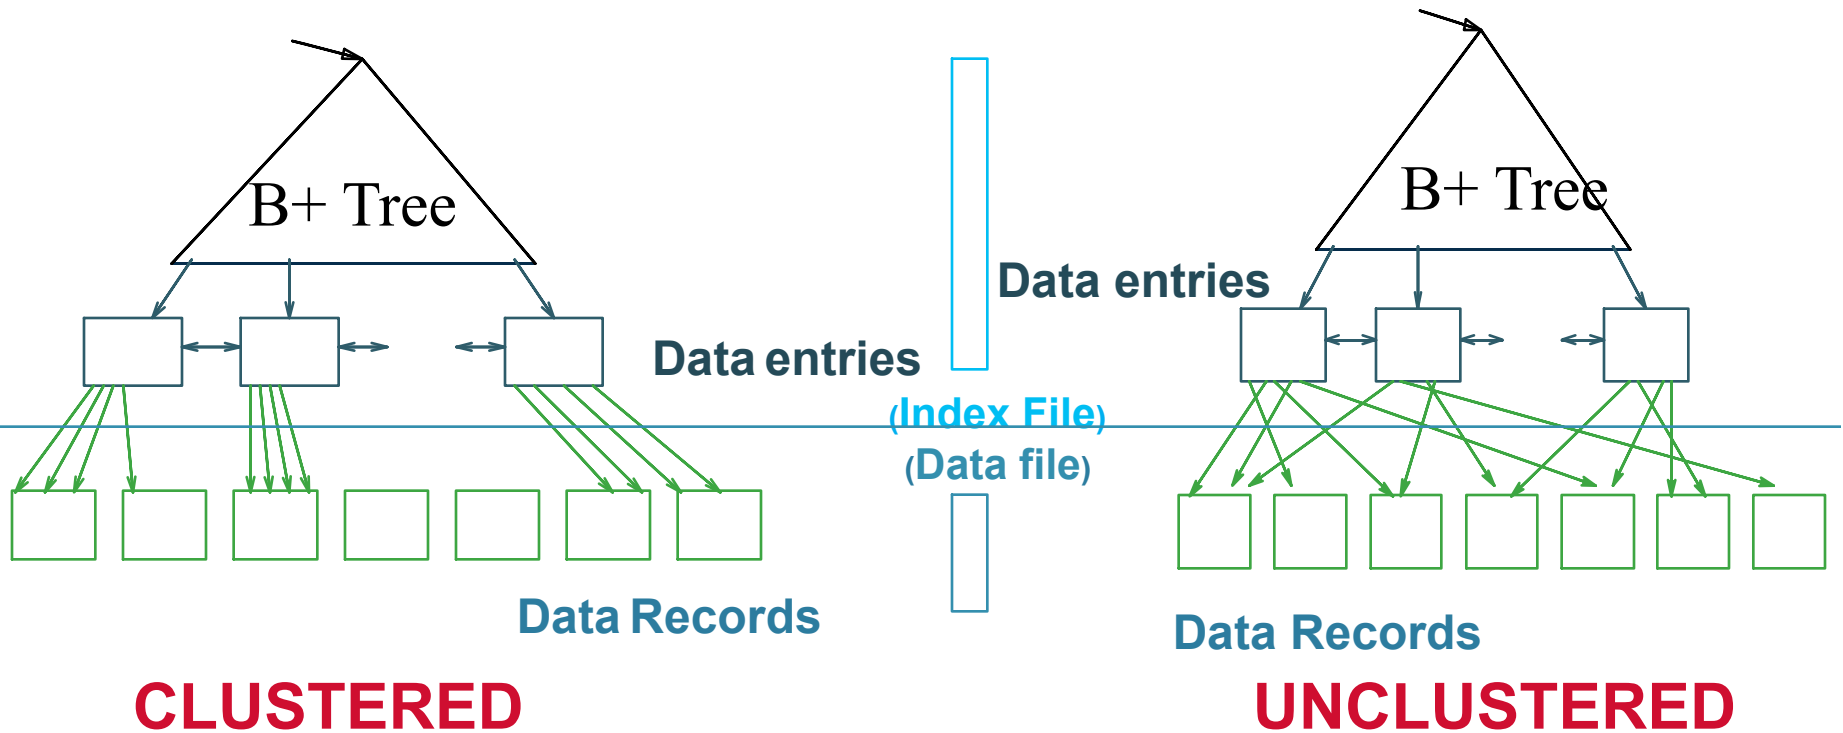 B+ Tree
B+ Tree
Data entries
Data entries
(Index File)
(Data file)
Data Records
Data Records
CLUSTERED
UNCLUSTERED